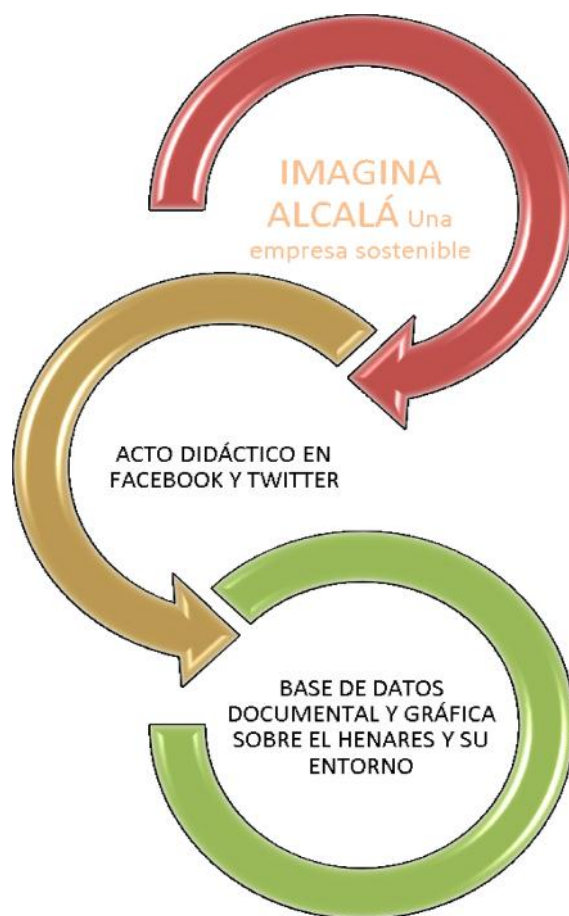 IMAGINA
ALCALÁ Una
empresa sostenible
ACTO DIDÁCTICO EN
FACEBOOK Y TWITTER
BASE DE DATOS
DOCUMENTAL Y GRÁFICA
SOBRE EL HENARES Y SU
ENTORNO